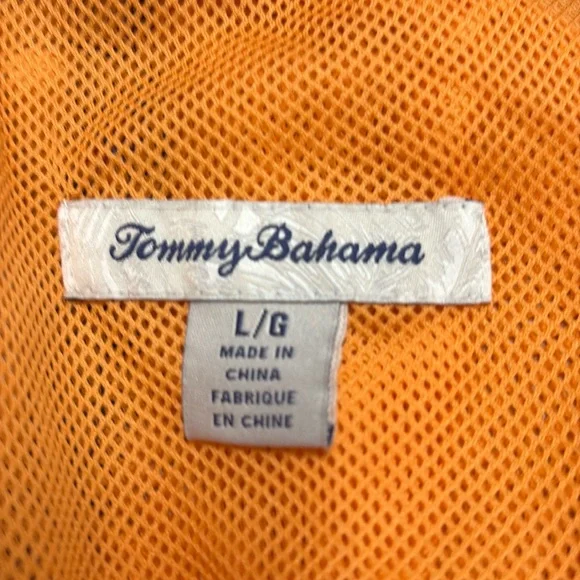 Tommy Bahama
L/G
MADE IN
CHINA
FABRIQUE
EN CHINE